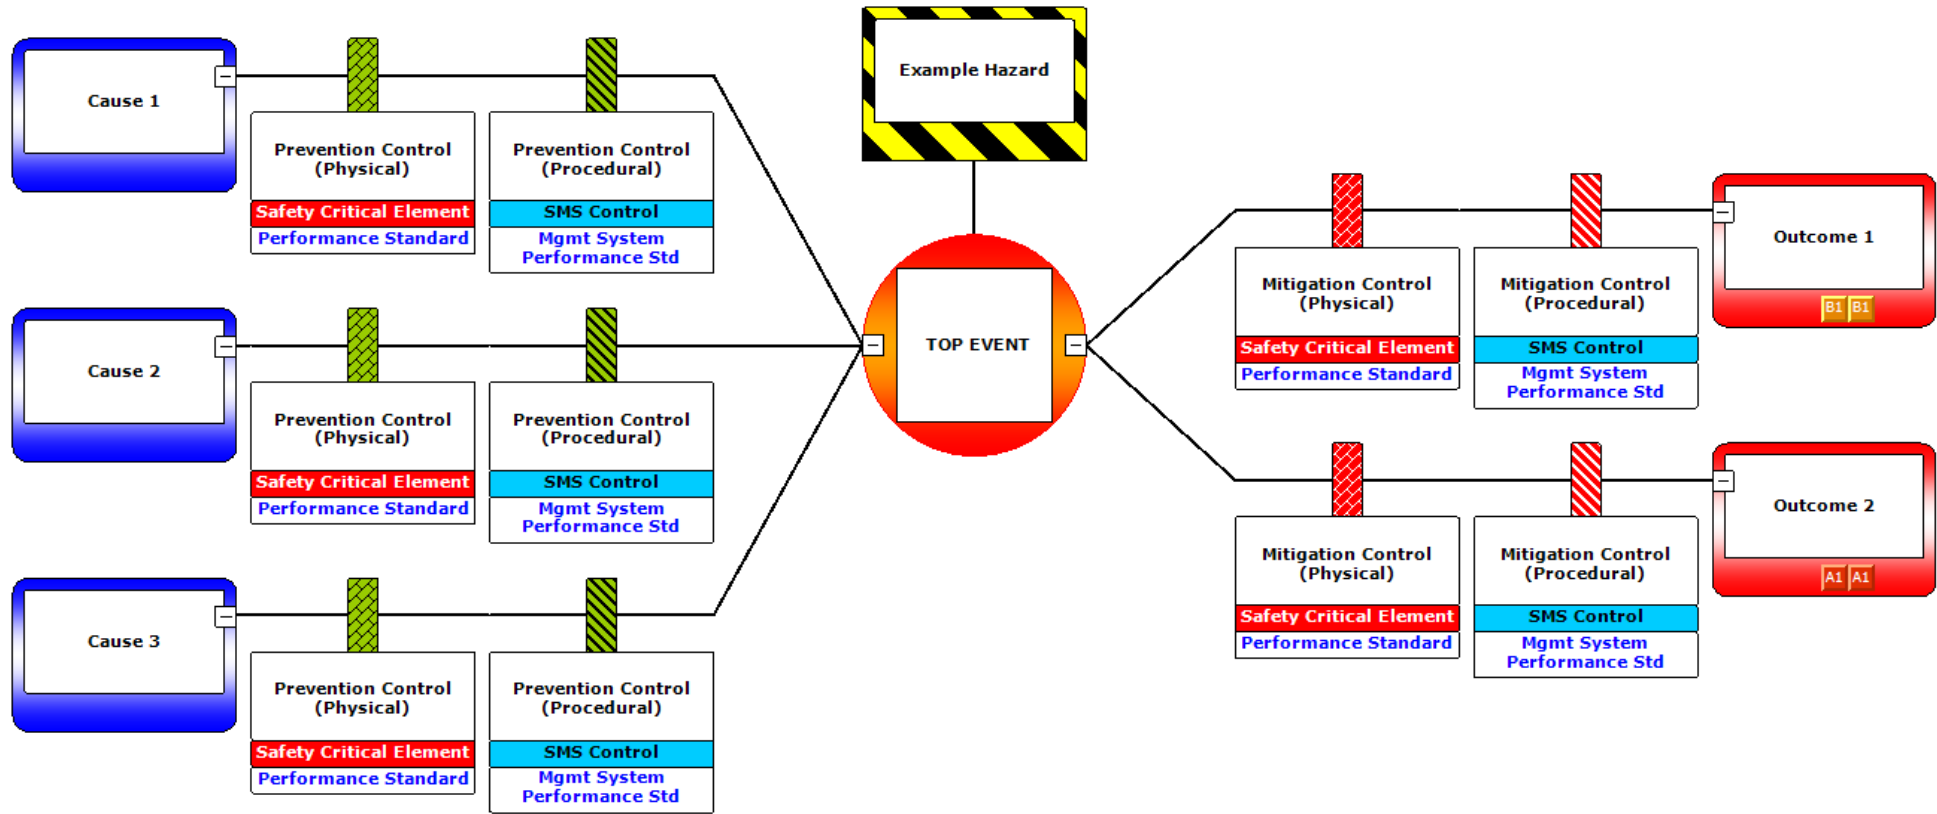 Example Hazard
Cause 1
Prevention Control
(Physical)
Safety Critical Element
Performance Standard
Prevention Control
(Procedural)
SMS Control
Mgmt System
Performance Std
Cause 2
Prevention Control
(Physical)
Safety Critical Element
Performance Standard
Prevention Control
(Procedural)
SMS Control
Mgmt System
Performance Std
Cause 3
Prevention Control
(Physical)
Safety Critical Element
Performance Standard
Prevention Control
(Procedural)
SMS Control
Mgmt System
Performance Std
TOP EVENT
Mitigation Control
(Physical)
Safety Critical Element
Performance Standard
Mitigation Control
(Procedural)
SMS Control
Mgmt System
Performance Std
Outcome 1
B1 B1
Mitigation Control
(Physical)
Safety Critical Element
Performance Standard
Mitigation Control
(Procedural)
SMS Control
Mgmt System
Performance Std
Outcome 2
A1 A1